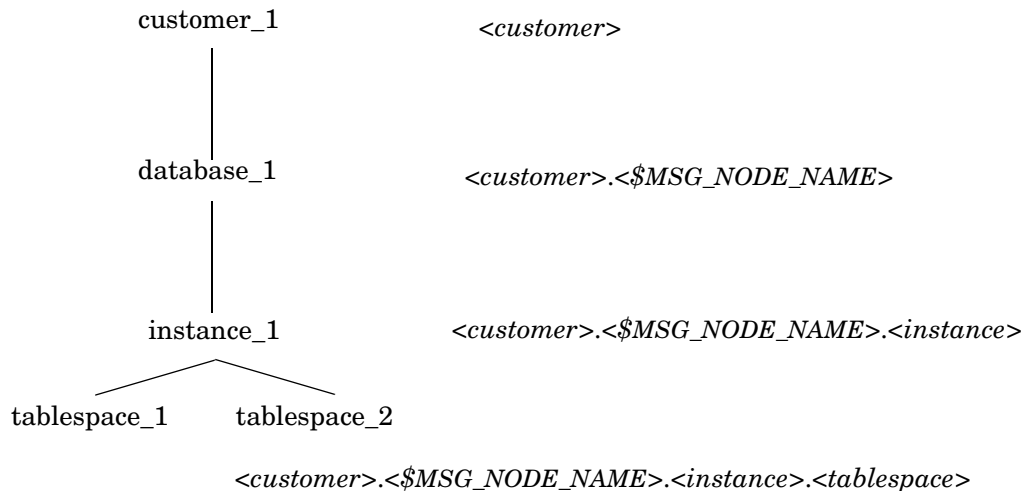 customer_1 <customer>
database_1 <customer>.<$MSG_NODE_NAME>
instance_1 <customer>.<$MSG_NODE_NAME>.<instance>
tablespace_1 tablespace_2
<customer>.<$MSG_NODE_NAME>.<instance>.<tablespace>